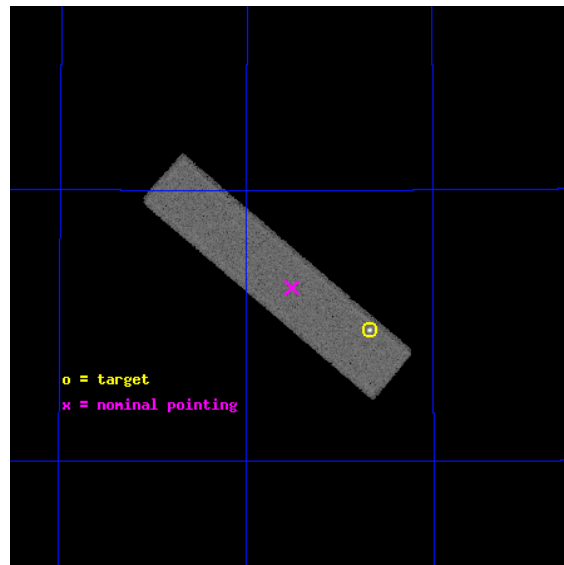 o = target
x = nominal pointing